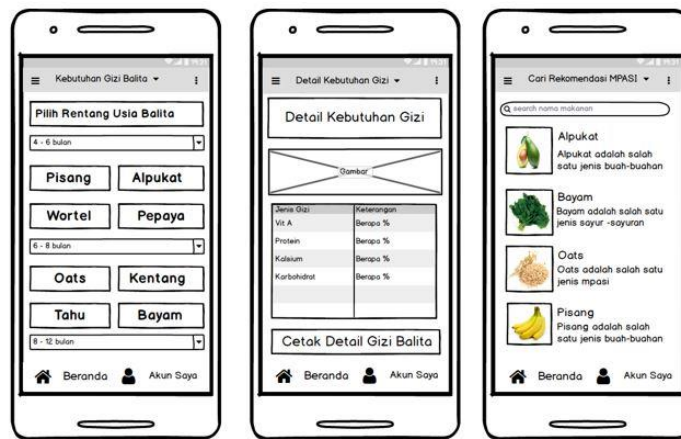 Kebutuhan Gizi Balita
Pilih Rentang Usia Balita
4 - 6 bulan
Pisang Alpukat
Wortel Pepaya
6 - 8 bulan
Oats Kentang
Tahu Bayam
8 - 12 bulan
Beranda Akun Saya
Detail Kebutuhan Gizi
Detail Kebutuhan Gizi
Gambar
Jenis Gizi Keterangan
Vit A Berapa %
Protein Berapa %
Kalsium Berapa %
Karbohidrat Berapa %
Cetak Detail Gizi Balita
Beranda Akun Saya
Cari Rekomendasi MPASI
search nama makanan
Alpukat
Alpukat adalah salah
satu jenis buah-buahan
Bayam
Bayam adalah salah satu
jenis sayur -sayuran
Oats
Oats adalah salah satu
jenis mpasi
Pisang
Pisang adalah salah
satu jenis buah-buahan
Beranda Akun Saya